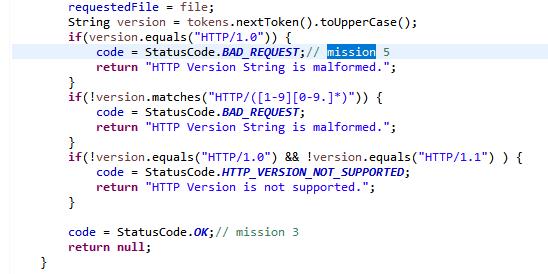 requestedFile = file;
String version = tokens.nextToken().toUpperCase();
if(version.equals("HTTP/1.0")) {
code = StatusCode.BAD_REQUEST;// mission 5
return "HTTP Version String is malformed.";
}
if(!version.matches("HTTP/([1-9][0-9.]*)")) {
code = StatusCode.BAD_REQUEST;
return "HTTP Version String is malformed.";
}
if(!version.equals("HTTP/1.0") && !version.equals("HTTP/1.1") ) {
code = StatusCode.HTTP_VERSION_NOT_SUPPORTED;
return "HTTP Version is not supported.";
}
code = StatusCode.OK;// mission 3
return null;
}